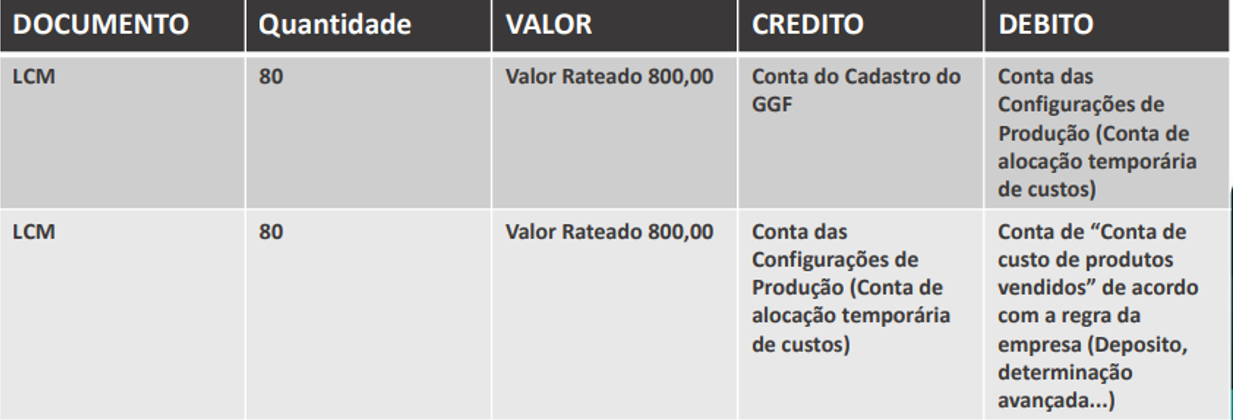 DOCUMENTO
Quantidade
VALOR
CREDITO
DEBITO
LCM
80
Valor Rateado 800,00
Conta do Cadastro do
GGF
Conta das
Configurações de
Produção (Conta de
alocação temporária
de custos)
LCM
80
Valor Rateado 800,00
Conta das
Configurações de
Produção (Conta de
alocação temporária
de custos)
Conta de “Conta de
custo de produtos
vendidos” de acordo
com a regra da
empresa (Deposito,
determinação
avançada...)